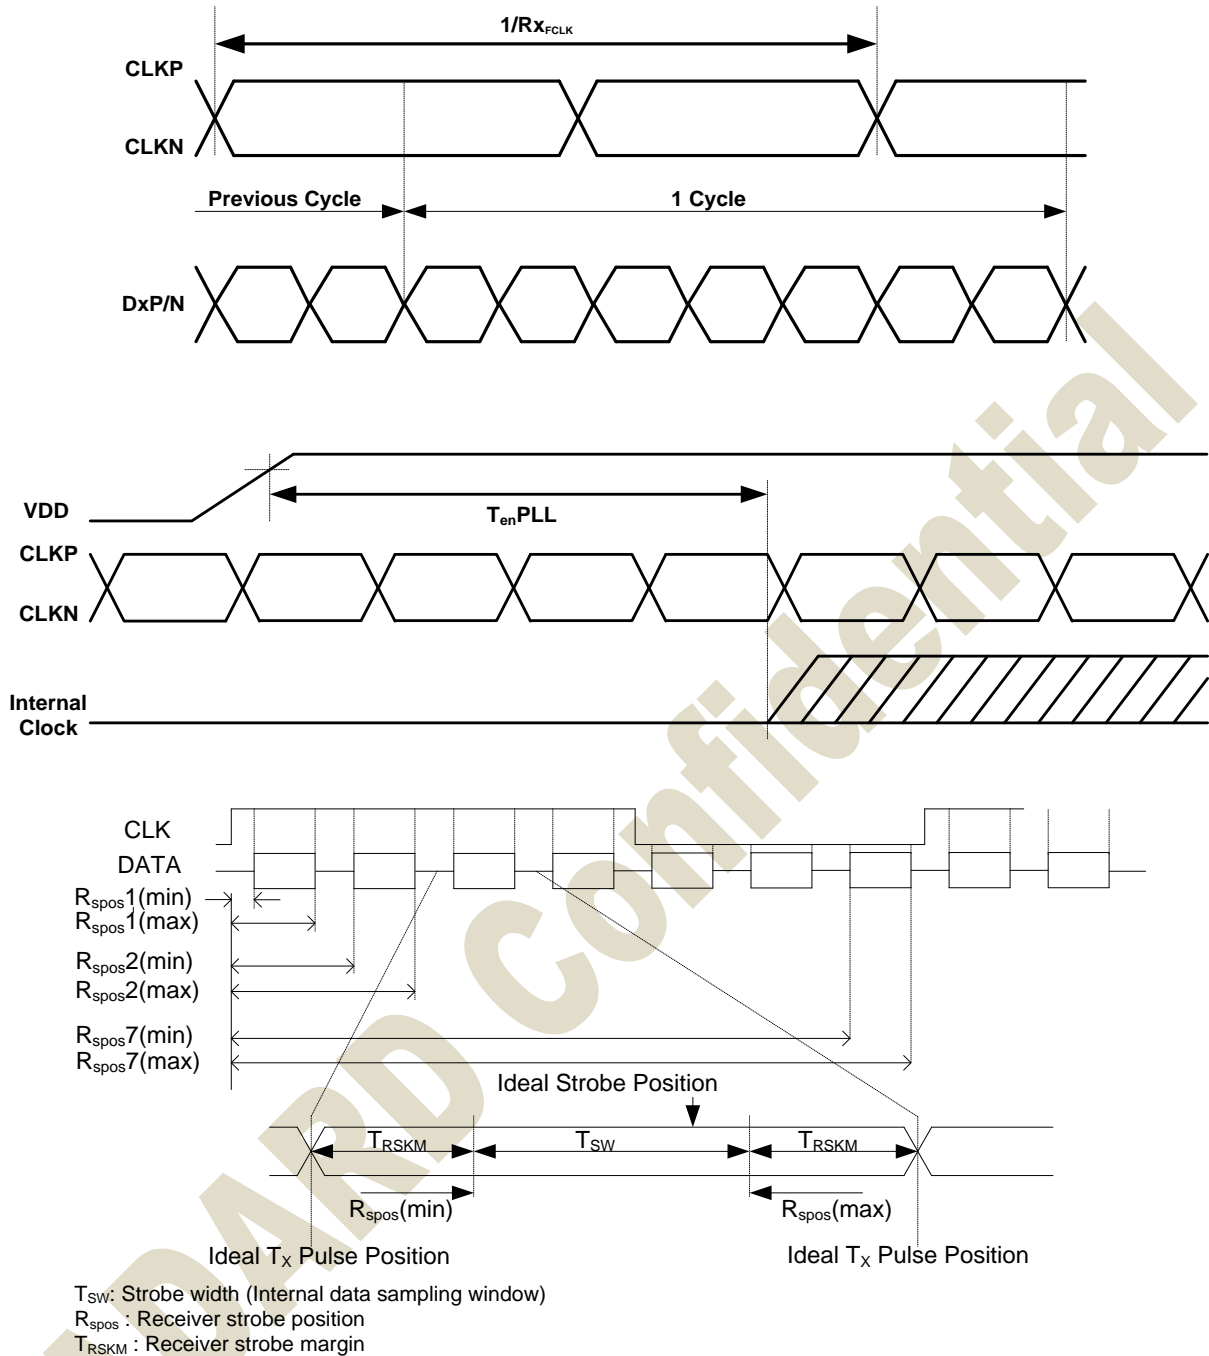 1/RxFCLK
CLKP
CLKN
Previous Cycle
1 Cycle
DxP/N
VDD
TenPLL
CLKP
CLKN
Internal
Clock
CLK
DATA
Rspos1(min)
Rspos1(max)
Rspos2(min)
Rspos2(max)
Rspos7(min)
Rspos7(max)
Ideal Strobe Position
TRSKM
TSW
TRSKM
Rspos(min)
Rspos(max)
Ideal TX Pulse Position
Ideal TX Pulse Position
TSW: Strobe width (Internal data sampling window)
Rspos : Receiver strobe position
TRSKM : Receiver strobe margin
DARD Confidential